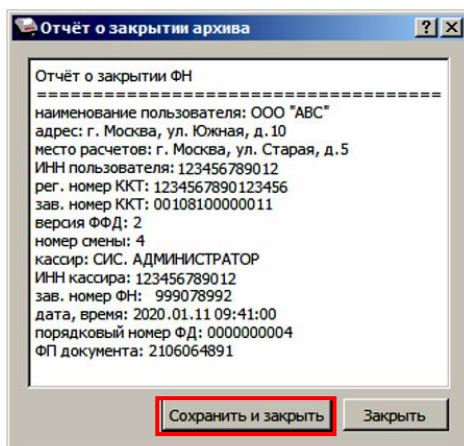 Отчёт о закрытии архива
Отчёт о закрытии ФН
======================================
наименование пользователя: ООО "АВС"
адрес: г. Москва, ул. Южная, д.10
место расчетов: г. Москва, ул. Старая, д.5
ИНН пользователя: 123456789012
рег. номер ККТ: 1234567890123456
зав. номер ККТ: 00108100000011
версия ФФД: 2
номер смены: 4
кассир: СИС. АДМИНИСТРАТОР
ИНН кассира: 123456789012
зав. номер ФН: 999078992
дата, время: 2020.01.11 09:41:00
порядковый номер ФД: 0000000004
ФП документа: 2106064891
Сохранить и закрыть Закрыть